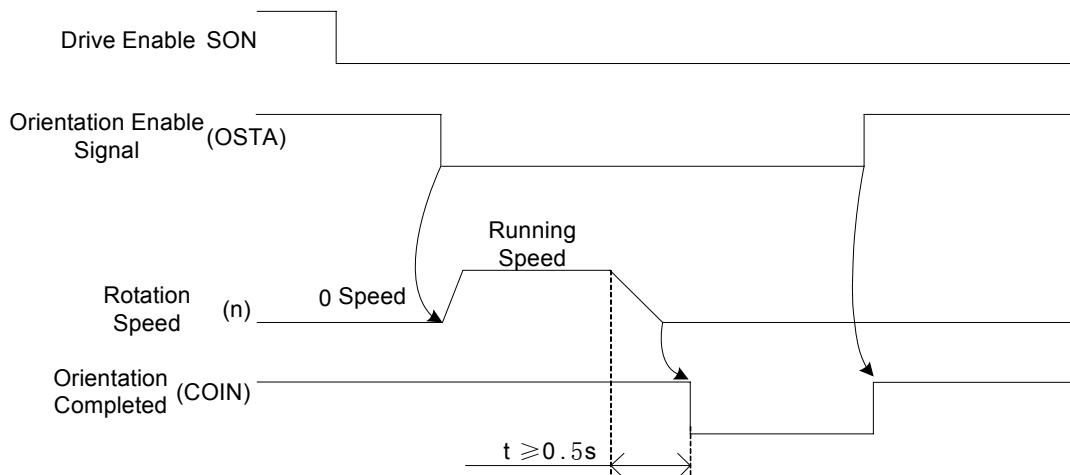 Drive Enable SON
Orientation Enable
Signal
(OSTA)
Running
Speed
0 Speed
Rotation
Speed
(n)
Orientation
Completed
(COIN)
t ≥0.5s